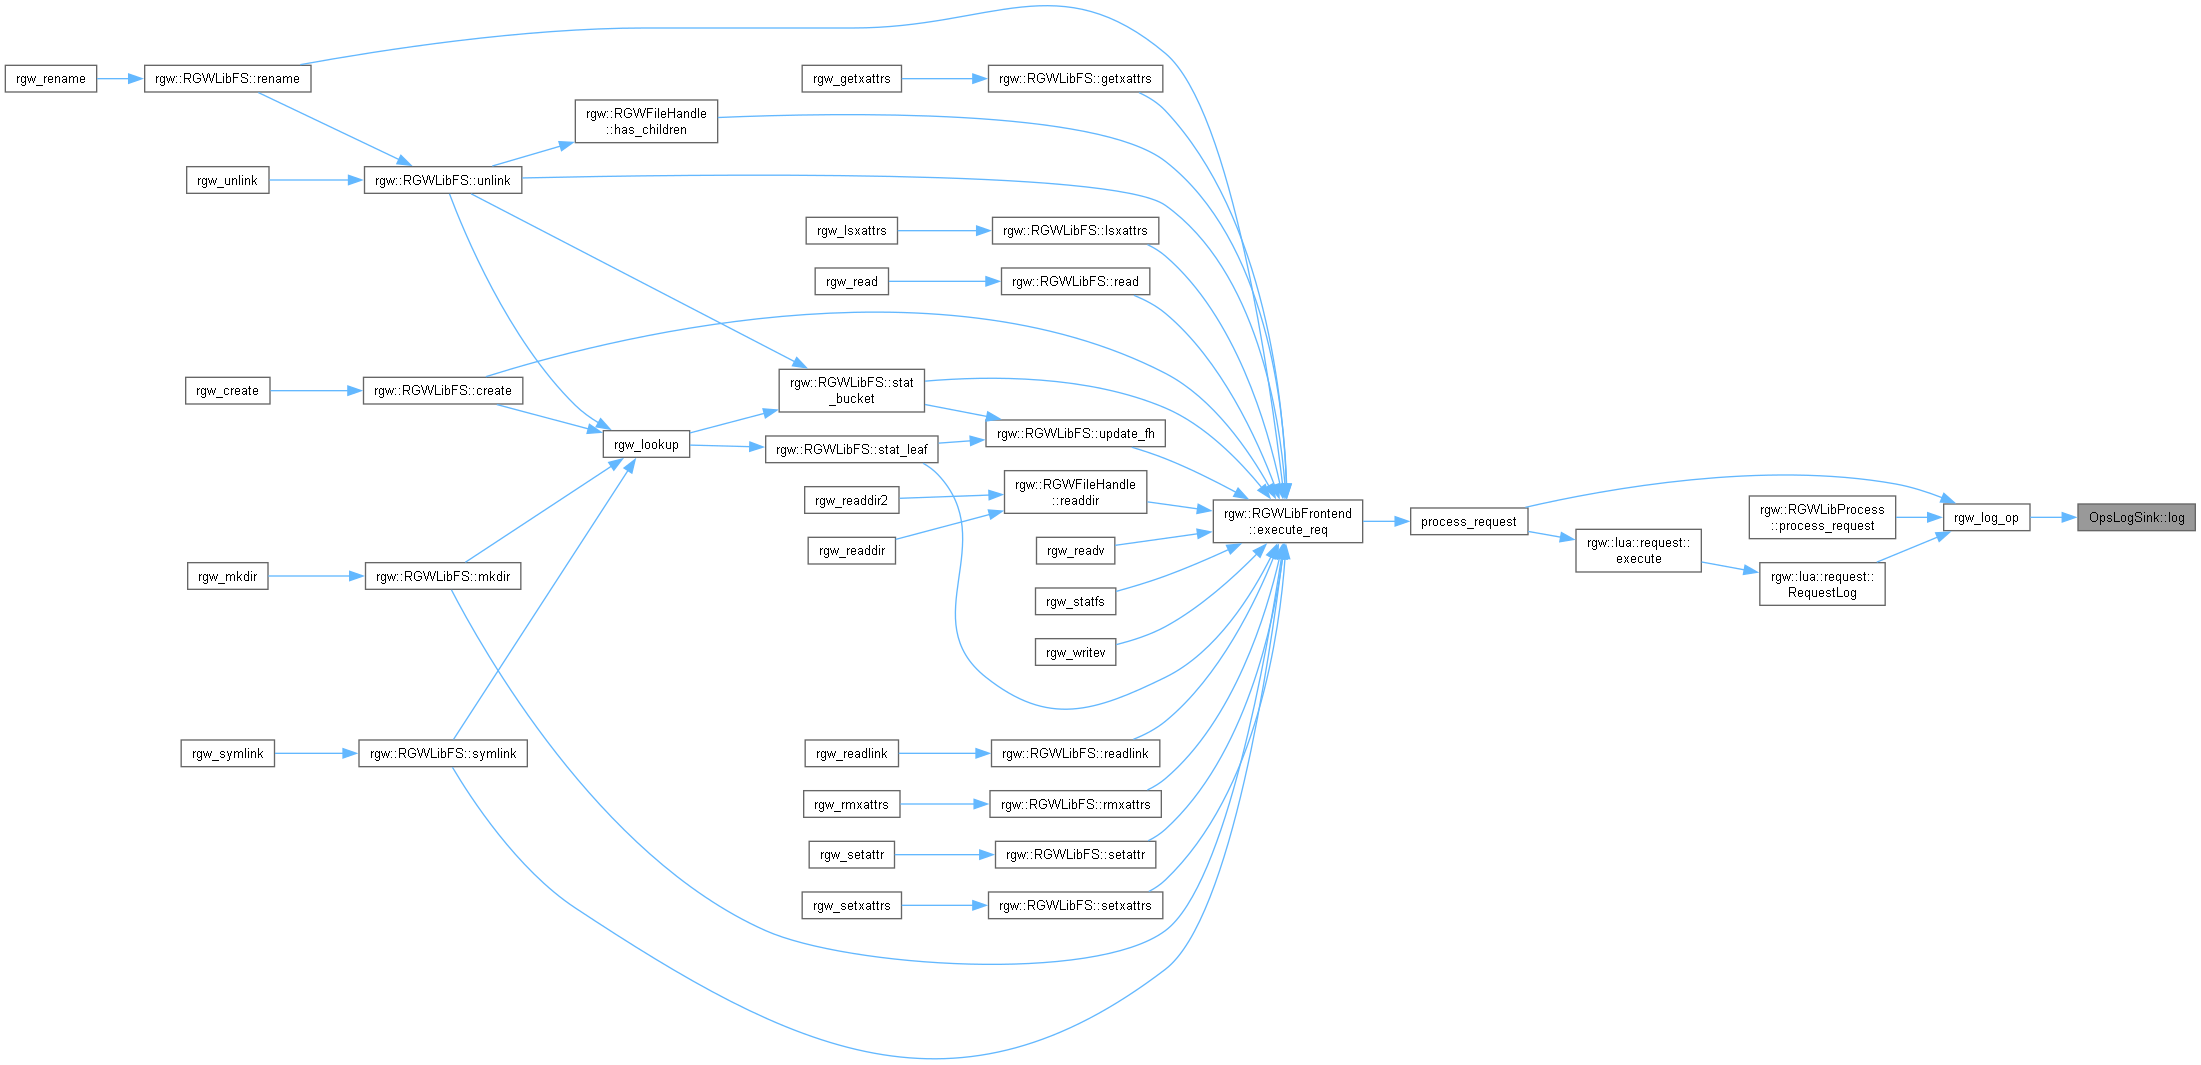 rgw_rename
rgw::RGWLibFS::rename
rgw_getxattrs
rgw::RGWLibFS::getxattrs
rgw::RGWFileHandle
::has_children
rgw_unlink
rgw::RGWLibFS::unlink
rgw_lsxattrs
rgw::RGWLibFS::lsxattrs
rgw_read
rgw::RGWLibFS::read
rgw_create
rgw::RGWLibFS::create
rgw::RGWLibFS::stat
_bucket
rgw_lookup
rgw::RGWLibFS::stat_leaf
rgw::RGWLibFS::update_fh
rgw_readdir2
rgw::RGWFileHandle
::readdir
rgw_readdir
rgw_readv
rgw::RGWLibFrontend
::execute_req
process_request
rgw::RGWLibProcess
::process_request
rgw_log_op
OpsLogSink::log
rgw::lua::request::
execute
rgw::lua::request::
RequestLog
rgw_mkdir
rgw::RGWLibFS::mkdir
rgw_statfs
rgw_writev
rgw_symlink
rgw::RGWLibFS::symlink
rgw_readlink
rgw::RGWLibFS::readlink
rgw_rmxattrs
rgw::RGWLibFS::rmxattrs
rgw_setattr
rgw::RGWLibFS::setattr
rgw_setxattrs
rgw::RGWLibFS::setxattrs